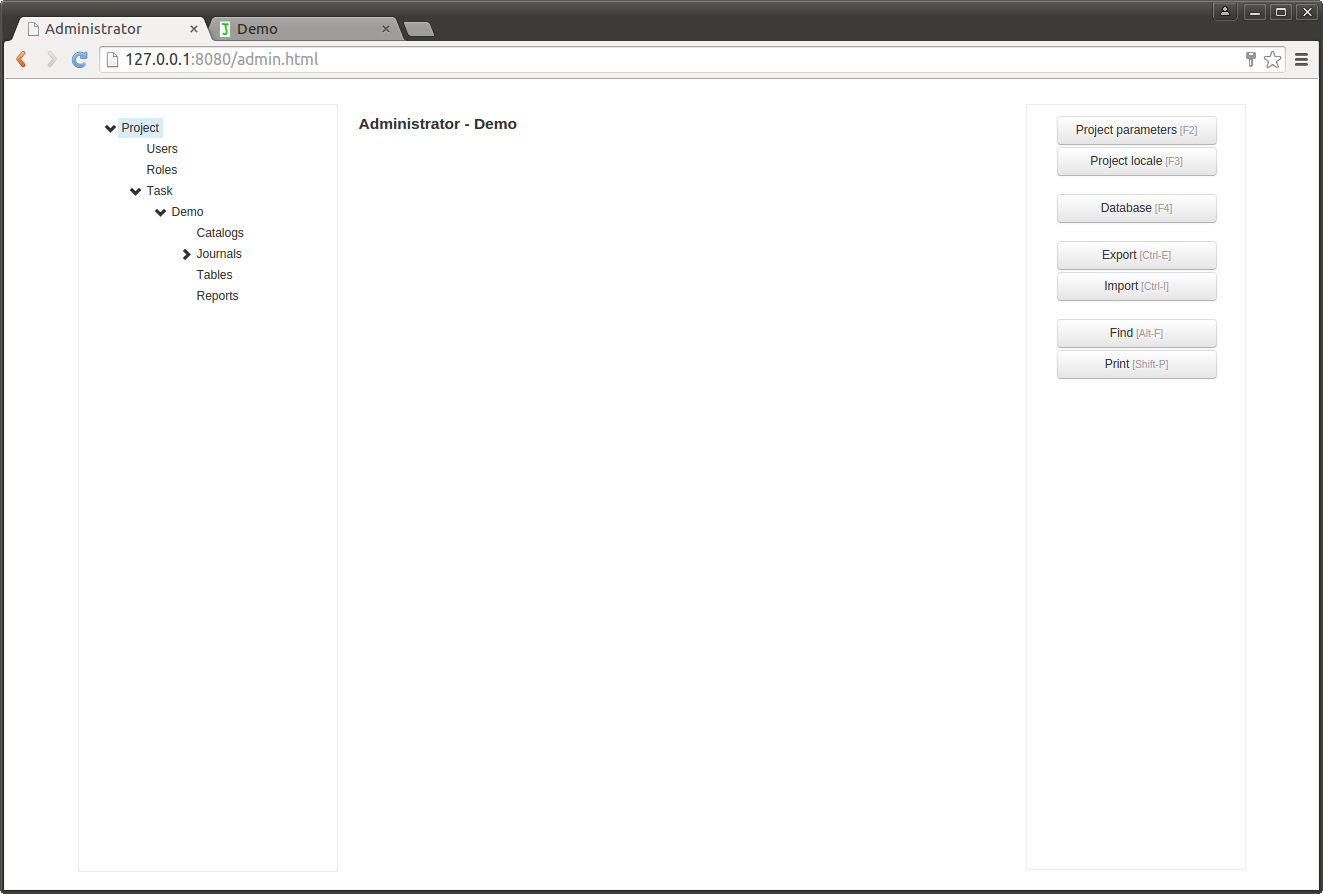 Administrator
Demo
127.0.0.1:8080/admin.html
Project
Users
Roles
Task
Demo
Catalogs
Journals
Tables
Reports
Administrator - Demo
Project parameters [F2]
Project locale [F3]
Database [F4]
Export [Ctrl-E]
Import [Ctrl-I]
Find [Alt-F]
Print [Shift-P]